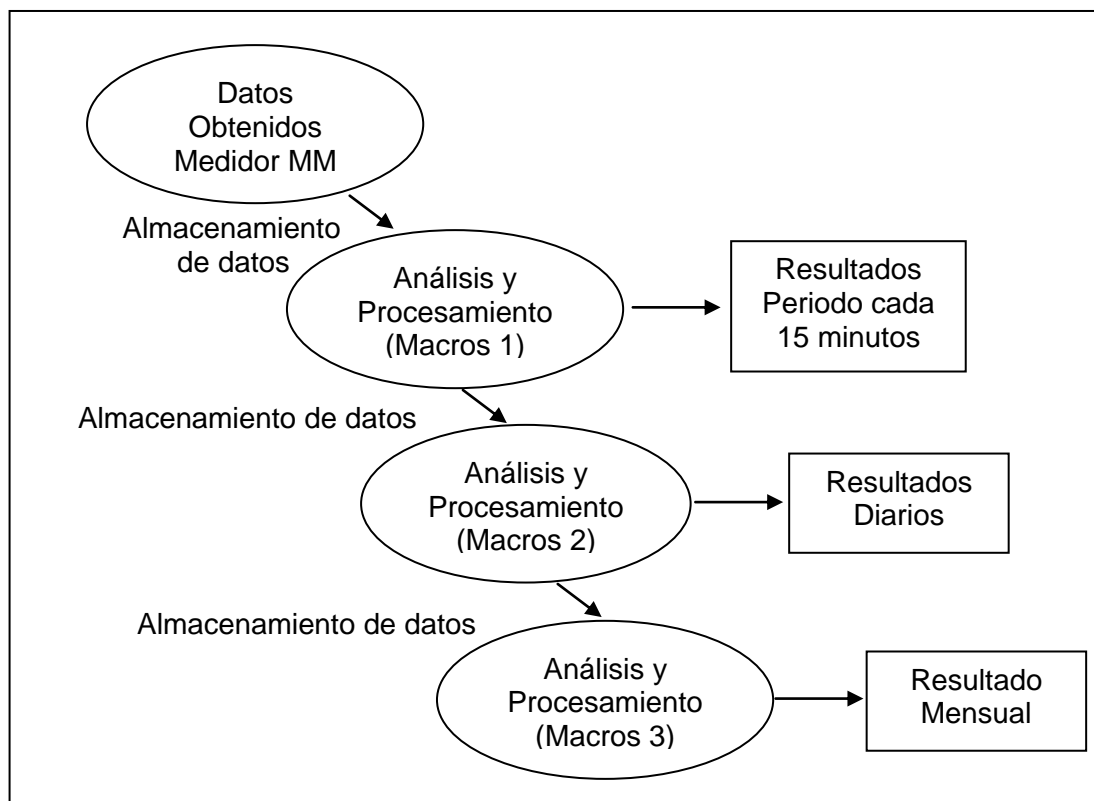 Datos
Obtenidos
Medidor MM
Almacenamiento
de datos
Análisis y
Procesamiento
(Macros 1)
Resultados
Periodo cada
15 minutos
Almacenamiento de datos
Análisis y
Procesamiento
(Macros 2)
Resultados
Diarios
Almacenamiento de datos
Análisis y
Procesamiento
(Macros 3)
Resultado
Mensual